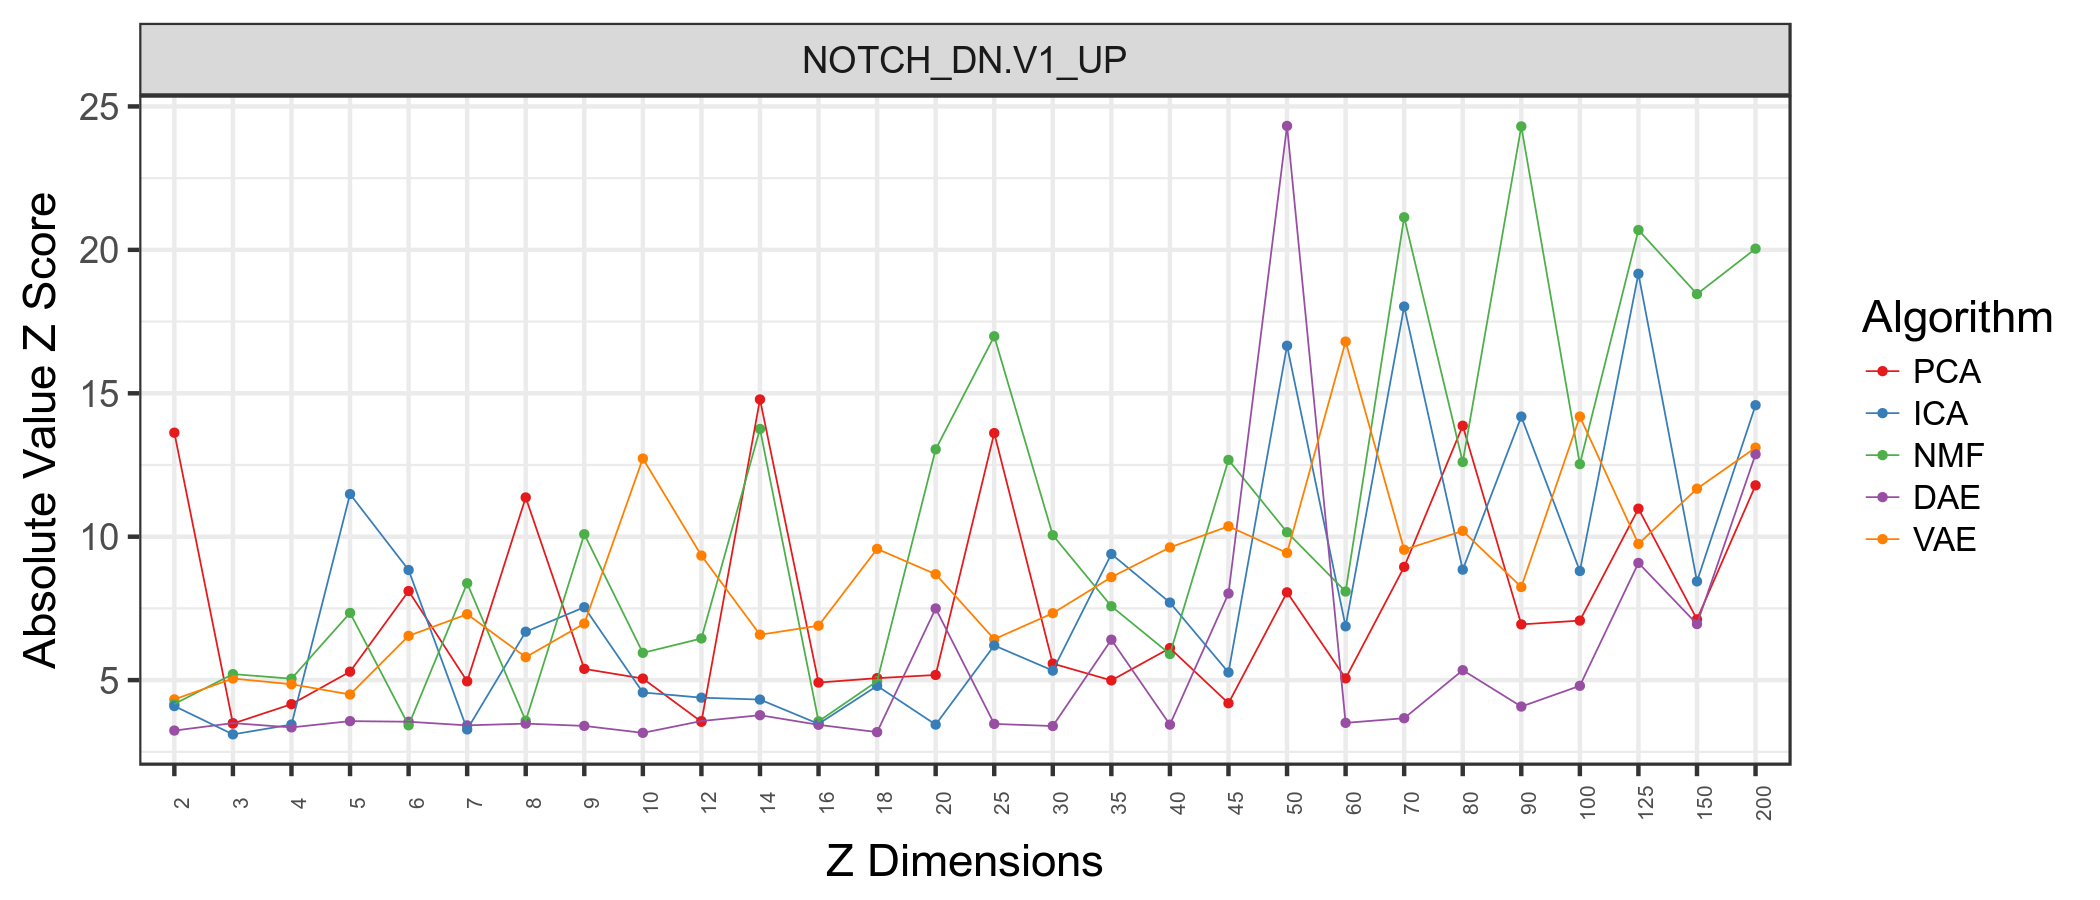 NOTCH_DN.V1_UP
25
20
15
10
5
Absolute Value Z Score
2 3 4 5 6 7 8 9 10 12 14 16 18 20 25 30 35 40 45 50 60 70 80 90 100 125 150 200
Z Dimensions
Algorithm
PCA
ICA
NMF
DAE
VAE